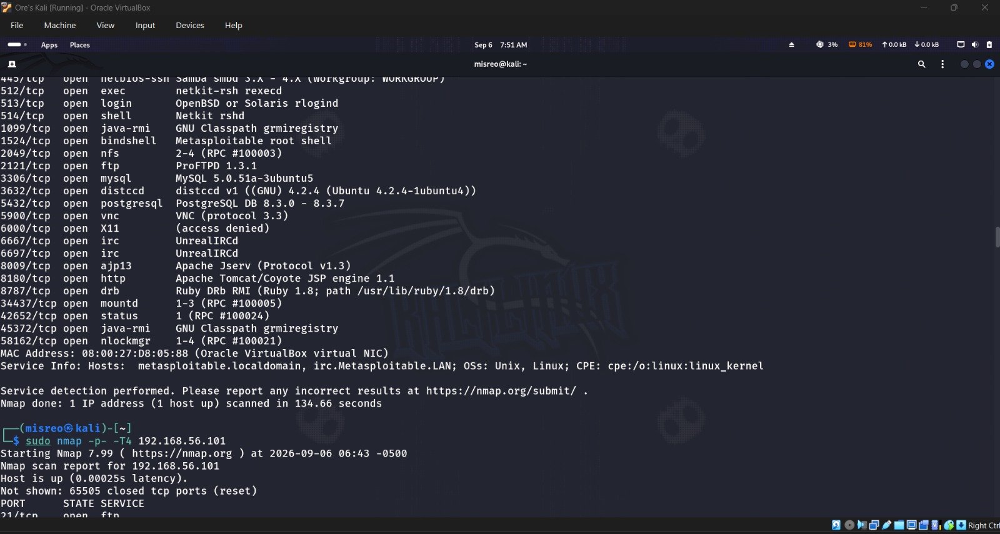 Ore's Kali [Running] - Oracle VirtualBox
File Machine View Input Devices Help
Apps Places Sep 6 7:51 AM 3% 81% ↑0.0 kB ↓0.0 kB
misreo@kali: ~
445/tcp open netbios-ssn Samba smbd 3.X - 4.X (workgroup: WORKGROUP)
512/tcp open exec netkit-rsh rexecd
513/tcp open login OpenBSD or Solaris rlogind
514/tcp open shell Netkit rshd
1099/tcp open java-rmi GNU Classpath grmiregistry
1524/tcp open bindshell Metasploitable root shell
2049/tcp open nfs 2-4 (RPC #100003)
2121/tcp open ftp ProFTPD 1.3.1
3306/tcp open mysql MySQL 5.0.51a-3ubuntu5
3632/tcp open distccd distccd v1 ((GNU) 4.2.4 (Ubuntu 4.2.4-1ubuntu4))
5432/tcp open postgresql PostgreSQL DB 8.3.0 - 8.3.7
5900/tcp open vnc VNC (protocol 3.3)
6000/tcp open X11 (access denied)
6667/tcp open irc UnrealIRCd
6697/tcp open irc UnrealIRCd
8009/tcp open ajp13 Apache Jserv (Protocol v1.3)
8180/tcp open http Apache Tomcat/Coyote JSP engine 1.1
8787/tcp open drb Ruby DRb RMI (Ruby 1.8; path /usr/lib/ruby/1.8/drb)
34437/tcp open mountd 1-3 (RPC #100005)
42652/tcp open status 1 (RPC #100024)
45372/tcp open java-rmi GNU Classpath grmiregistry
58162/tcp open nlockmgr 1-4 (RPC #100021)
MAC Address: 08:00:27:D8:05:88 (Oracle VirtualBox virtual NIC)
Service Info: Hosts: metasploitable.localdomain, irc.Metasploitable.LAN; OSs: Unix, Linux; CPE: cpe:/o:linux:linux_kernel
Service detection performed. Please report any incorrect results at https://nmap.org/submit/ .
Nmap done: 1 IP address (1 host up) scanned in 134.66 seconds
┌──(misreo㉿kali)-[~]
└─$ sudo nmap -p- -T4 192.168.56.101
Starting Nmap 7.99 ( https://nmap.org ) at 2026-09-06 06:43 -0500
Nmap scan report for 192.168.56.101
Host is up (0.00025s latency).
Not shown: 65505 closed tcp ports (reset)
PORT STATE SERVICE
21/tcp open ftp
KALI LINUX
Right Ctrl